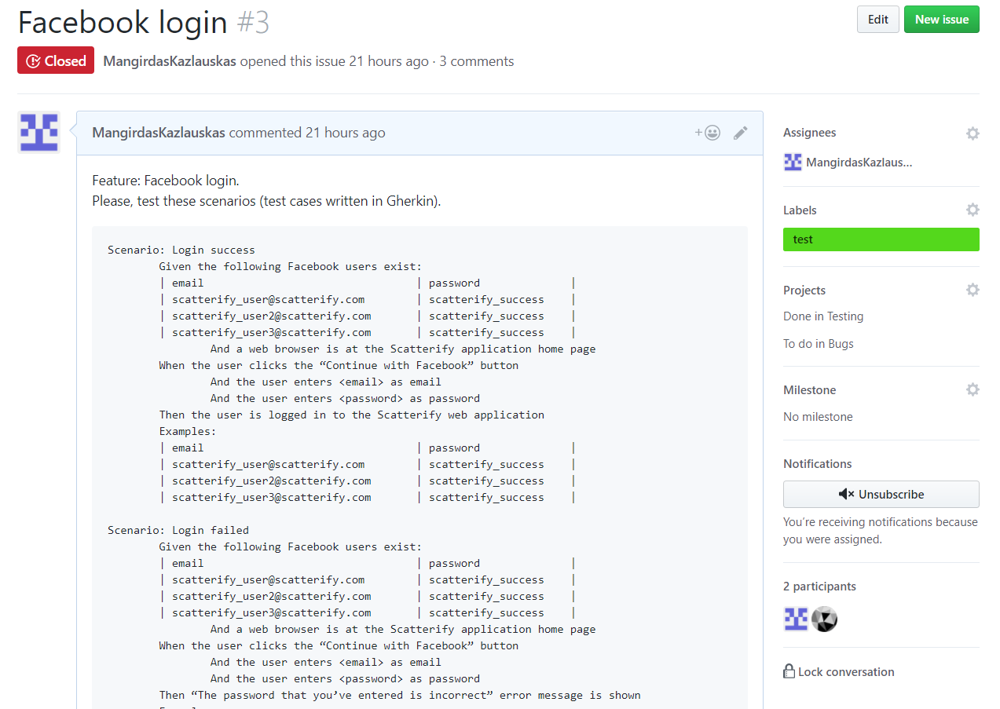 Facebook login #3
Edit
New issue
Closed
MangirdasKazlauskas opened this issue 21 hours ago · 3 comments
MangirdasKazlauskas commented 21 hours ago
Feature: Facebook login.
Please, test these scenarios (test cases written in Gherkin).
Scenario: Login success
Given the following Facebook users exist:
| email | password |
| scatterify_user@scatterify.com | scatterify_success |
| scatterify_user2@scatterify.com | scatterify_success |
| scatterify_user3@scatterify.com | scatterify_success |
And a web browser is at the Scatterify application home page
When the user clicks the “Continue with Facebook” button
And the user enters <email> as email
And the user enters <password> as password
Then the user is logged in to the Scatterify web application
Examples:
| email | password |
| scatterify_user@scatterify.com | scatterify_success |
| scatterify_user2@scatterify.com | scatterify_success |
| scatterify_user3@scatterify.com | scatterify_success |
Scenario: Login failed
Given the following Facebook users exist:
| email | password |
| scatterify_user@scatterify.com | scatterify_success |
| scatterify_user2@scatterify.com | scatterify_success |
| scatterify_user3@scatterify.com | scatterify_success |
And a web browser is at the Scatterify application home page
When the user clicks the “Continue with Facebook” button
And the user enters <email> as email
And the user enters <password> as password
Then “The password that you’ve entered is incorrect” error message is shown
Assignees
MangirdasKazlaus...
Labels
test
Projects
Done in Testing
To do in Bugs
Milestone
No milestone
Notifications
Unsubscribe
You’re receiving notifications because
you were assigned.
2 participants
Lock conversation